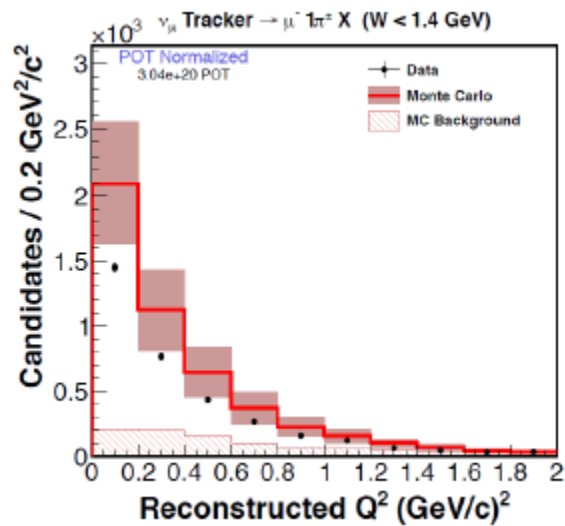 ν_μ Tracker → μ⁻ 1π± X (W < 1.4 GeV)
×10³
POT Normalized
3.04e+20 POT
Data
Monte Carlo
MC Background
Candidates / 0.2 GeV²/c²
3
2.5
2
1.5
1
0.5
0
0 0.2 0.4 0.6 0.8 1 1.2 1.4 1.6 1.8 2
Reconstructed Q² (GeV/c)²